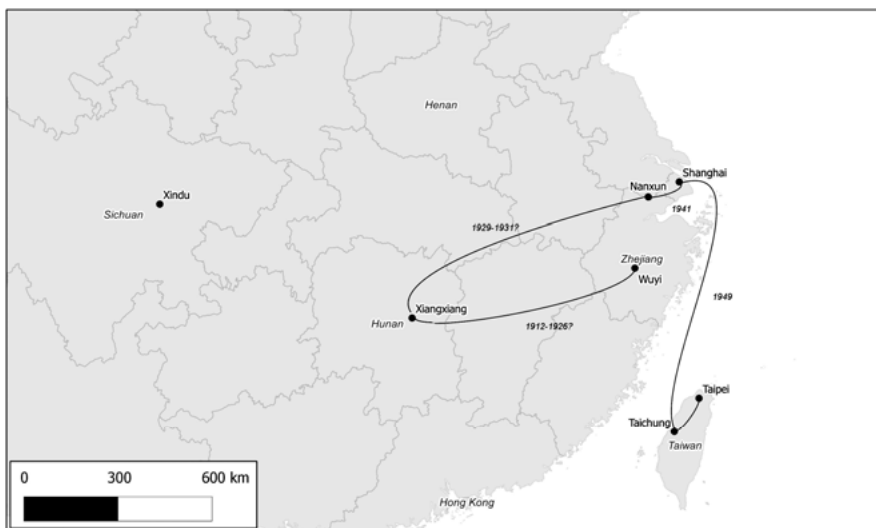 Henan
Shanghai
Nanxun
Xindu
1941
Sichuan
1929-1931?
Zhejiang
Wuyi
1949
Xiangxiang
Hunan
1912-1926?
Taipei
Taichung
Taiwan
0 300 600 km
Hong Kong